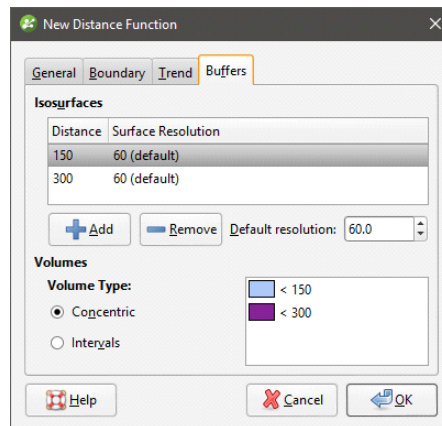 New Distance Function
General Boundary Trend Buffers
Isosurfaces
Distance Surface Resolution
150 60 (default)
300 60 (default)
Add Remove Default resolution: 60.0
Volumes
Volume Type:
Concentric
Intervals
< 150
< 300
Help Cancel OK